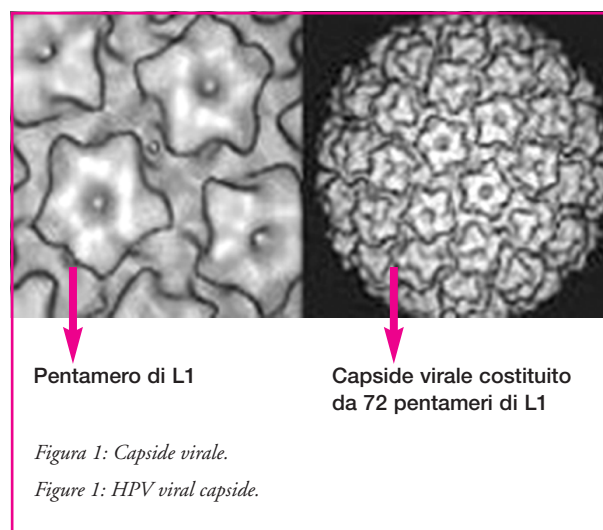 Pentamero di L1
Capside virale costituito
da 72 pentameri di L1
Figura 1: Capside virale.
Figure 1: HPV viral capside.